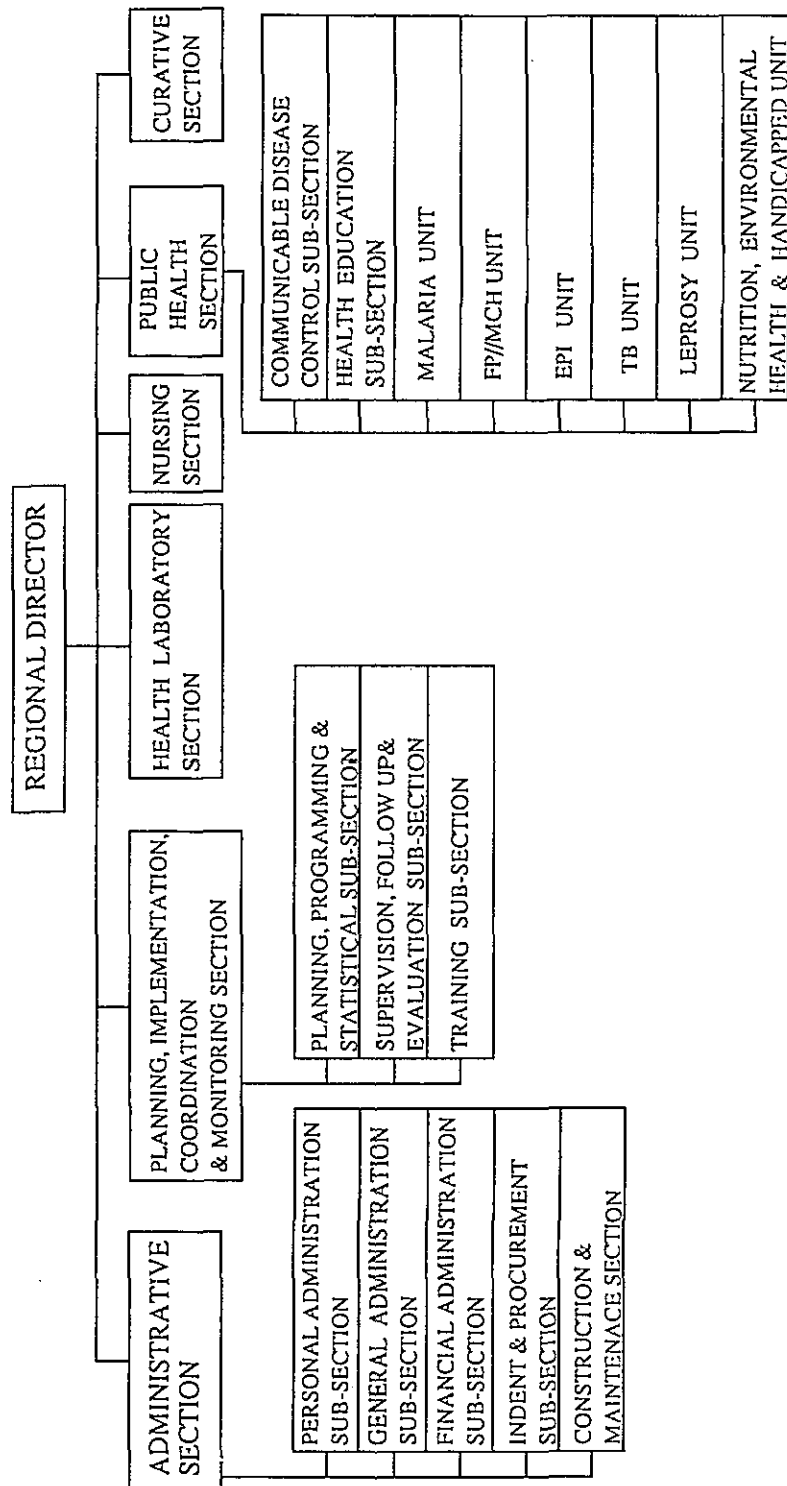 REGIONAL DIRECTOR
ADMINISTRATIVE
SECTION
PLANNING, IMPLEMENTATION,
COORDINATION
& MONITORING SECTION
HEALTH LABORATORY
SECTION
NURSING
SECTION
PUBLIC
HEALTH
SECTION
CURATIVE
SECTION
PERSONAL ADMINISTRATION
SUB-SECTION
GENERAL ADMINISTRATION
SUB-SECTION
FINANCIAL ADMINISTRATION
SUB-SECTION
INDENT & PROCUREMENT
SUB-SECTION
CONSTRUCTION &
MAINTENACE SECTION
PLANNING, PROGRAMMING &
STATISTICAL SUB-SECTION
SUPERVISION, FOLLOW UP&
EVALUATION SUB-SECTION
TRAINING SUB-SECTION
COMMUNICABLE DISEASE
CONTROL SUB-SECTION
HEALTH EDUCATION
SUB-SECTION
MALARIA UNIT
FP//MCH UNIT
EPI UNIT
TB UNIT
LEPROSY UNIT
NUTRITION, ENVIRONMENTAL
HEALTH & HANDICAPPED UNIT